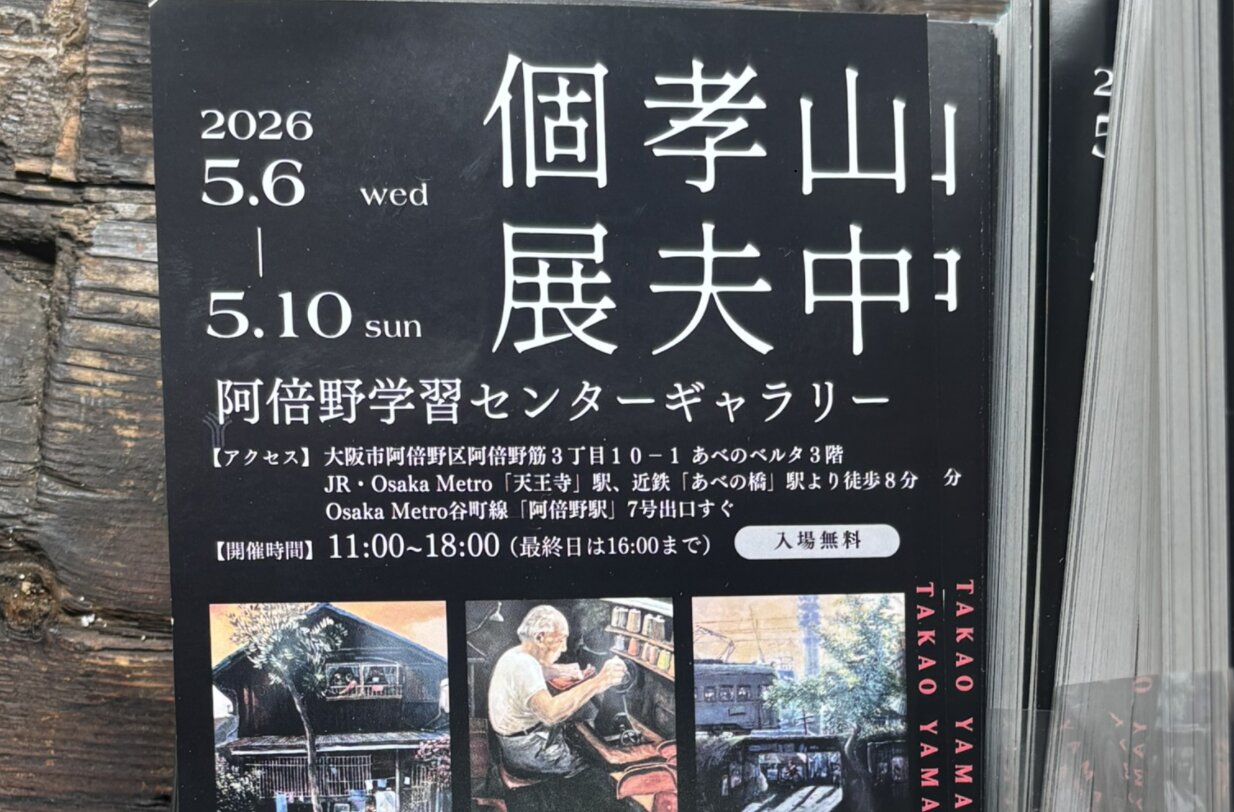 山中
孝夫
個展
2026
5.6 wed
|
5.10 sun
阿倍野学習センターギャラリー
【アクセス】大阪市阿倍野区阿倍野筋3丁目10－1 あべのベルタ3階
JR・Osaka Metro「天王寺」駅、近鉄「あべの橋」駅より徒歩8分
Osaka Metro谷町線「阿倍野駅」7号出口すぐ
【開催時間】11:00~18:00（最終日は16:00まで）
入場無料
TAKAO YAMA
分
TAKAO YAMA